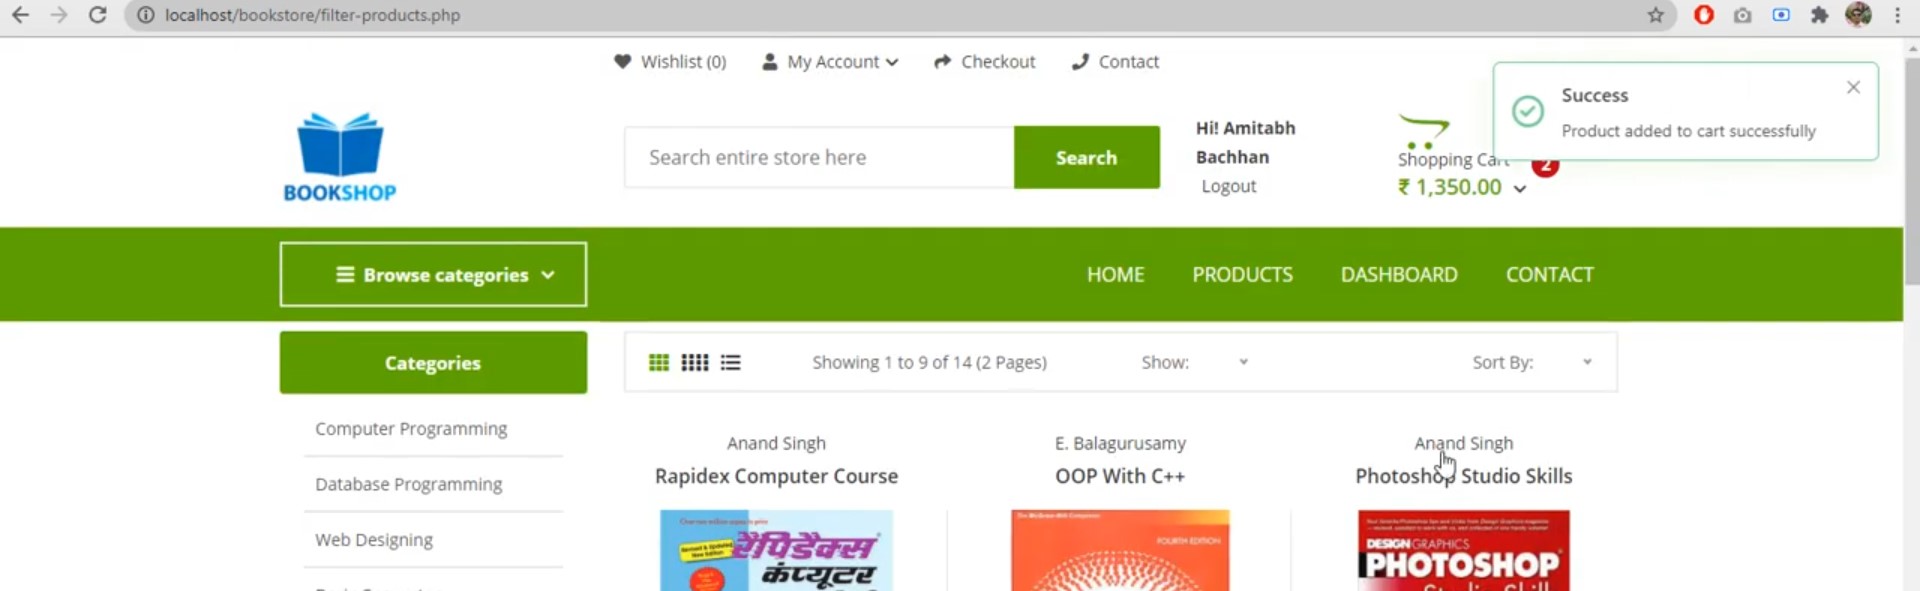 localhost/bookstore/filter-products.php
Wishlist (0) My Account Checkout Contact
Success
Product added to cart successfully
BOOKSHOP
Search entire store here Search
Hi! Amitabh
Bachhan
Logout
Shopping Cart
2
₹ 1,350.00
Browse categories HOME PRODUCTS DASHBOARD CONTACT
Categories
Showing 1 to 9 of 14 (2 Pages) Show: Sort By:
Computer Programming
Database Programming
Web Designing
Anand Singh
Rapidex Computer Course
E. Balagurusamy
OOP With C++
Anand Singh
Photoshop Studio Skills
रैपिडैक्स
कंप्यूटर
FOURTH EDITION
DESIGN GRAPHICS
PHOTOSHOP